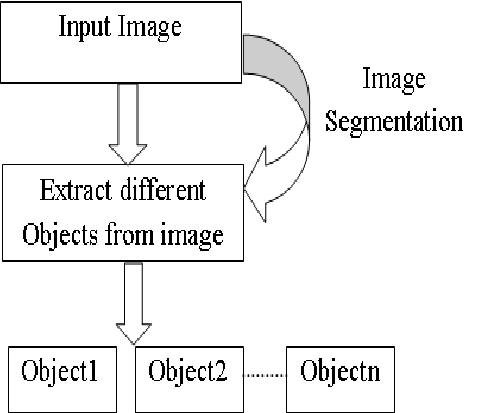 Input Image
Image
Segmentation
Extract different
Objects from image
Object1
Object2
Objectn